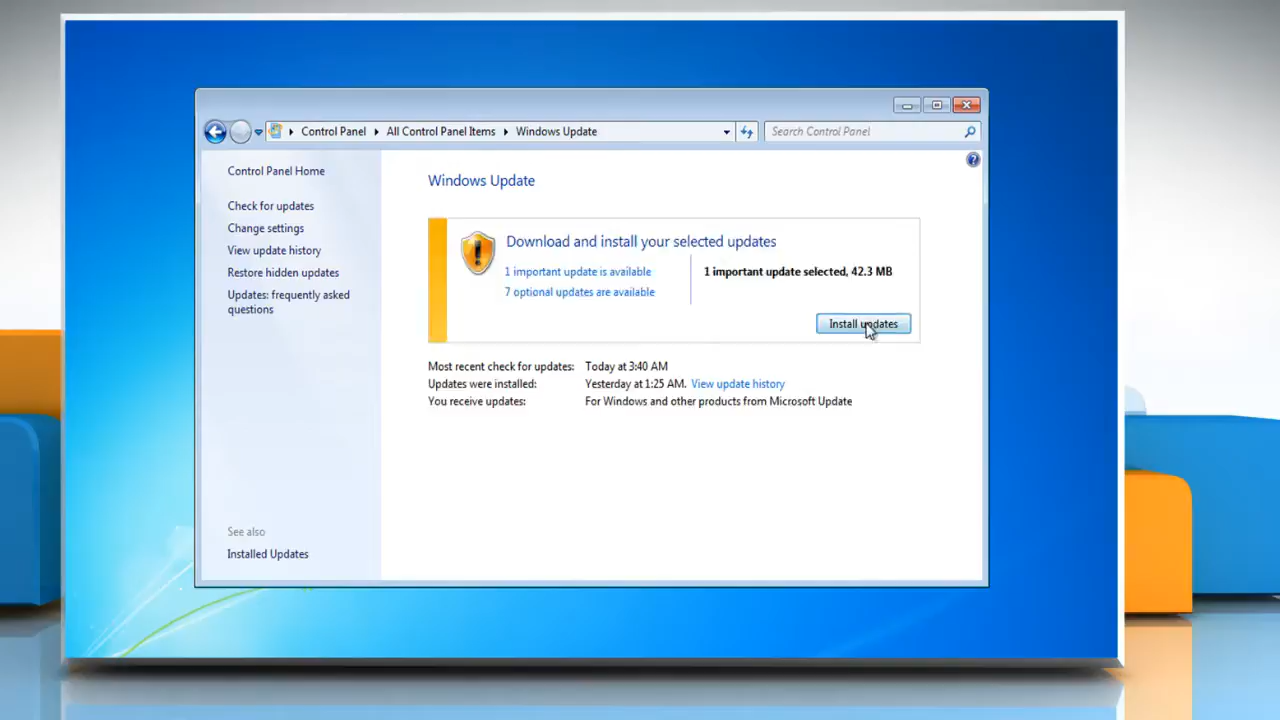 Control Panel
All Control Panel Items
Windows Update
Search Control Panel
Control Panel Home
Check for updates
Change settings
View update history
Restore hidden updates
Updates: frequently asked
questions
See also
Installed Updates
Windows Update
Download and install your selected updates
1 important update is available
7 optional updates are available
1 important update selected, 42.3 MB
Install updates
Most recent check for updates: Today at 3:40 AM
Updates were installed: Yesterday at 1:25 AM. View update history
You receive updates: For Windows and other products from Microsoft Update